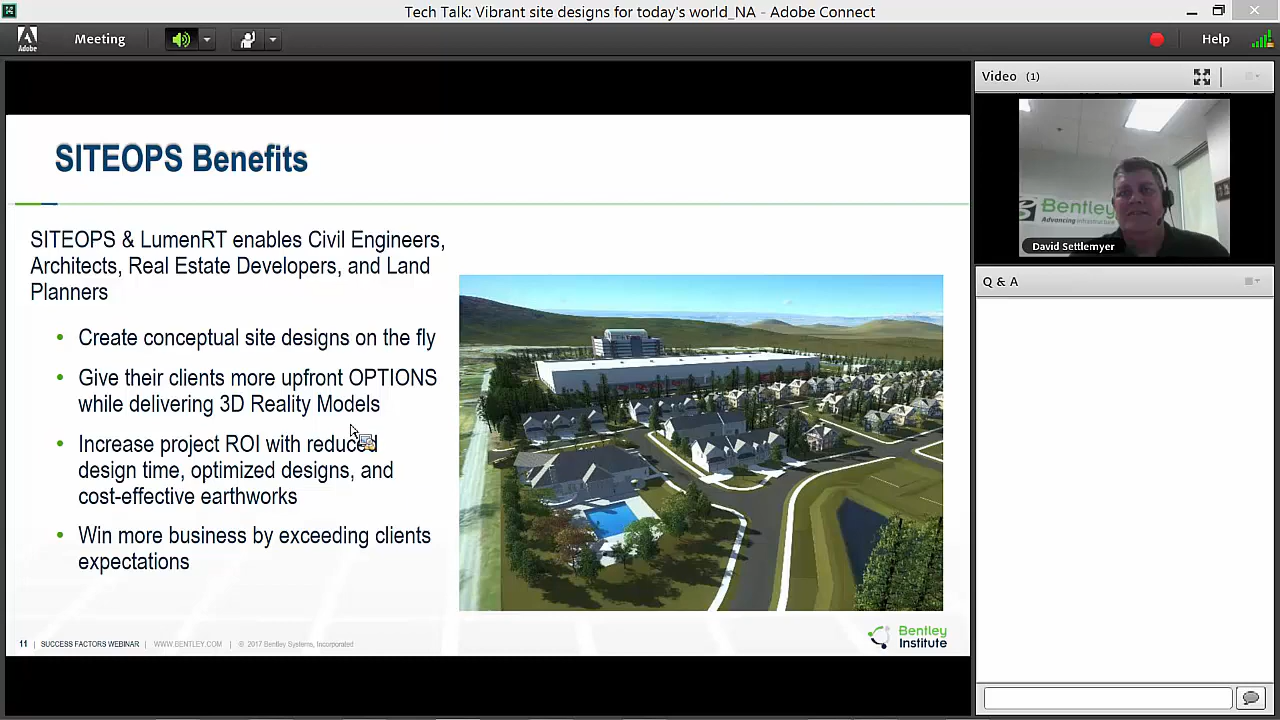 Tech Talk: Vibrant site designs for today's world_NA - Adobe Connect
Adobe
Meeting
Help
SITEOPS Benefits
SITEOPS & LumenRT enables Civil Engineers,
Architects, Real Estate Developers, and Land
Planners
• Create conceptual site designs on the fly
• Give their clients more upfront OPTIONS
while delivering 3D Reality Models
• Increase project ROI with reduced
design time, optimized designs, and
cost-effective earthworks
• Win more business by exceeding clients
expectations
11 | SUCCESS FACTORS WEBINAR | WWW.BENTLEY.COM | © 2017 Bentley Systems, Incorporated
Bentley
Institute
Video (1)
Bentley
Advancing Infrastructure
David Settlemyer
Q & A